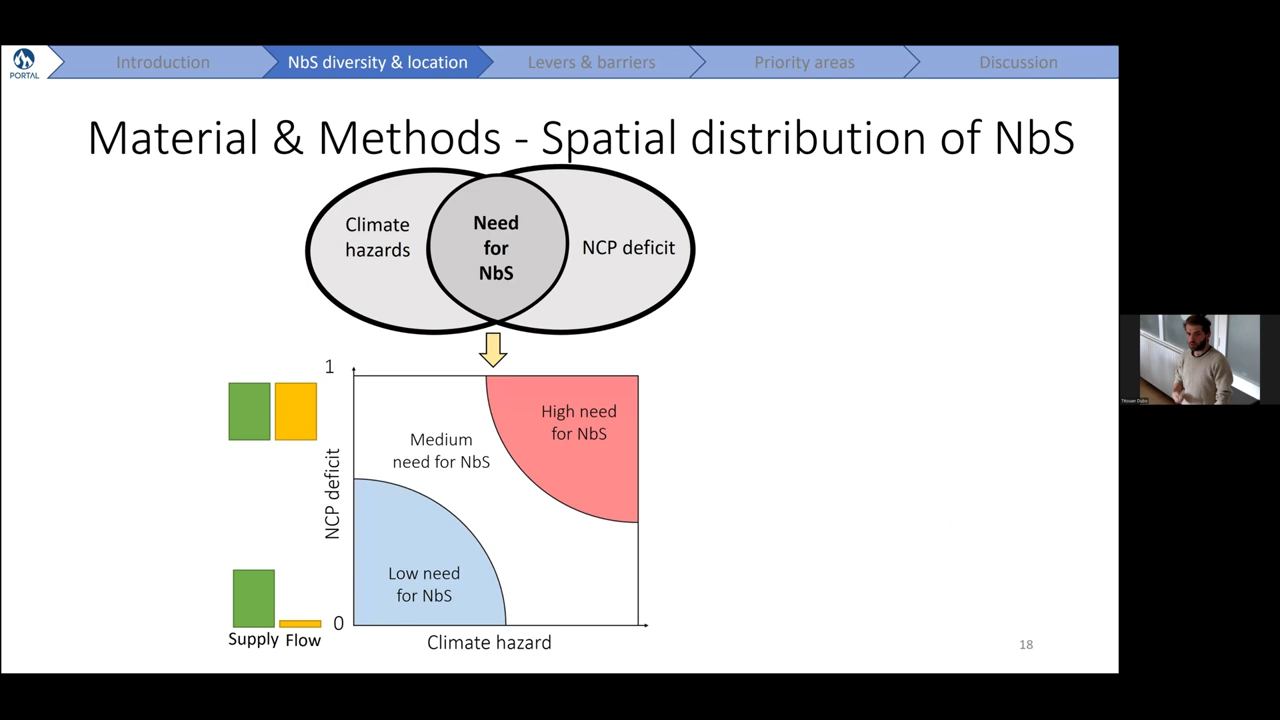 PORTAL
Introduction
NbS diversity & location
Levers & barriers
Priority areas
Discussion
Material & Methods - Spatial distribution of NbS
Climate
hazards
Need
for
NbS
NCP deficit
1
High need
for NbS
Medium
need for NbS
NCP deficit
Low need
for NbS
0
Supply Flow
Climate hazard
18